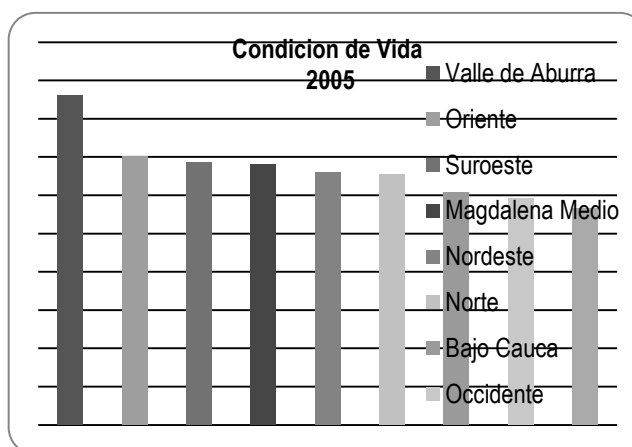 Condicion de Vida
2005
Valle de Aburra
Oriente
Suroeste
Magdalena Medio
Nordeste
Norte
Bajo Cauca
Occidente